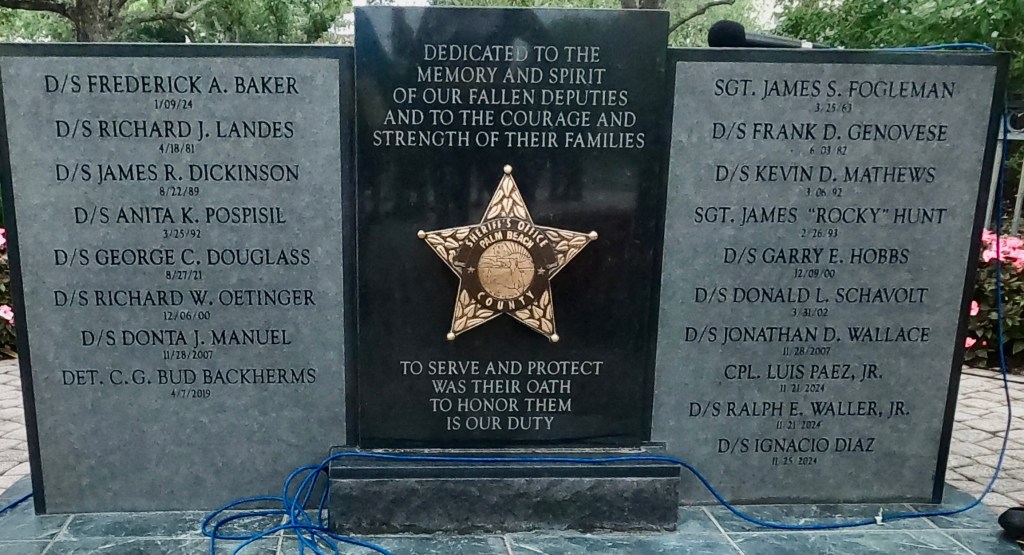 D/S FREDERICK A. BAKER
1/09/24
D/S RICHARD J. LANDES
4/18/81
D/S JAMES R. DICKINSON
8/22/89
D/S ANITA K. POSPISIL
3/25/92
D/S GEORGE C. DOUGLASS
8/27/21
D/S RICHARD W. OETINGER
12/06/00
D/S DONTA J. MANUEL
11/28/2007
DET. C.G. BUD BACKHERMS
4/7/2019
DEDICATED TO THE
MEMORY AND SPIRIT
OF OUR FALLEN DEPUTIES
AND TO THE COURAGE AND
STRENGTH OF THEIR FAMILIES
SHERIFF'S OFFICE
PALM BEACH
COUNTY
TO SERVE AND PROTECT
WAS THEIR OATH
TO HONOR THEM
IS OUR DUTY
SGT. JAMES S. FOGLEMAN
3/25/63
D/S FRANK D. GENOVESE
6/03/82
D/S KEVIN D. MATHEWS
3/06/92
SGT. JAMES "ROCKY" HUNT
2/26/93
D/S GARRY E. HOBBS
12/09/00
D/S DONALD L. SCHAVOLT
3/31/02
D/S JONATHAN D. WALLACE
11/28/2007
CPL. LUIS PAEZ, JR.
11/21/2024
D/S RALPH E. WALLER, JR.
11/21/2024
D/S IGNACIO DIAZ
11/25/2024